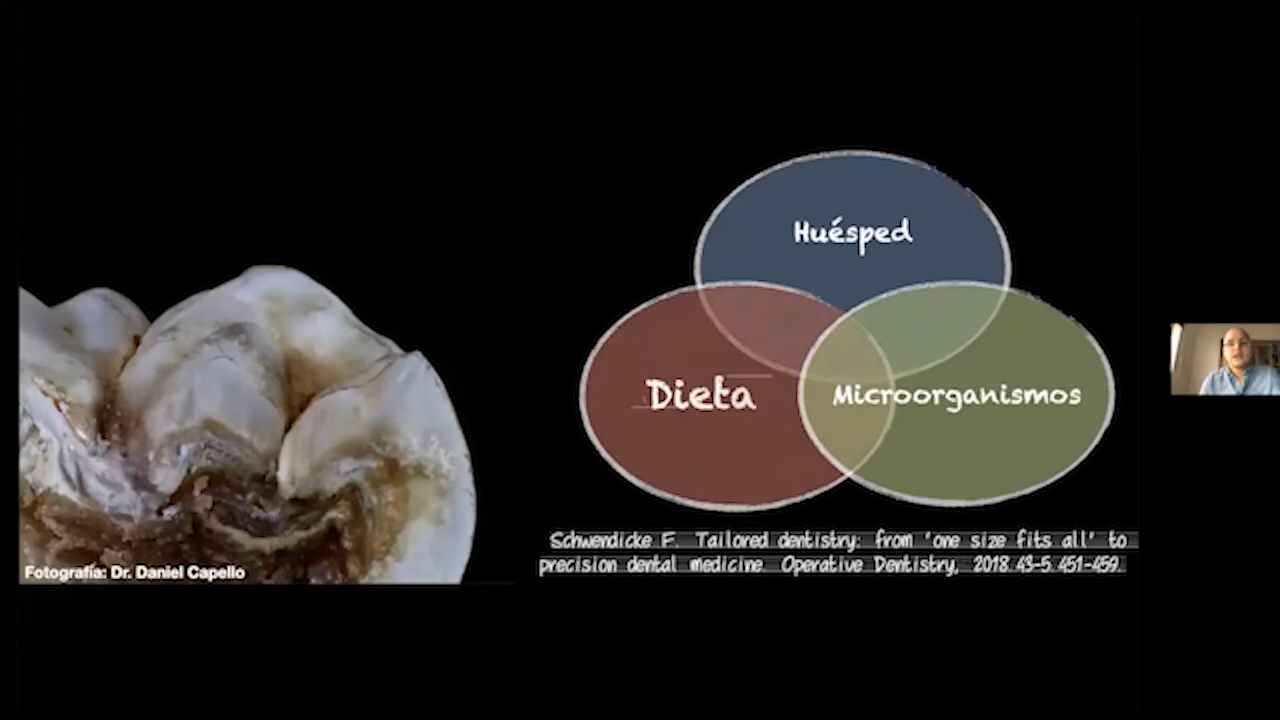 Huésped
Dieta
Microorganismos
Schwendicke F. Tailored dentistry: from "one size fits all" to
precision dental medicine. Operative Dentistry, 2018.43-5.451-459.
Fotografía: Dr. Daniel Capello